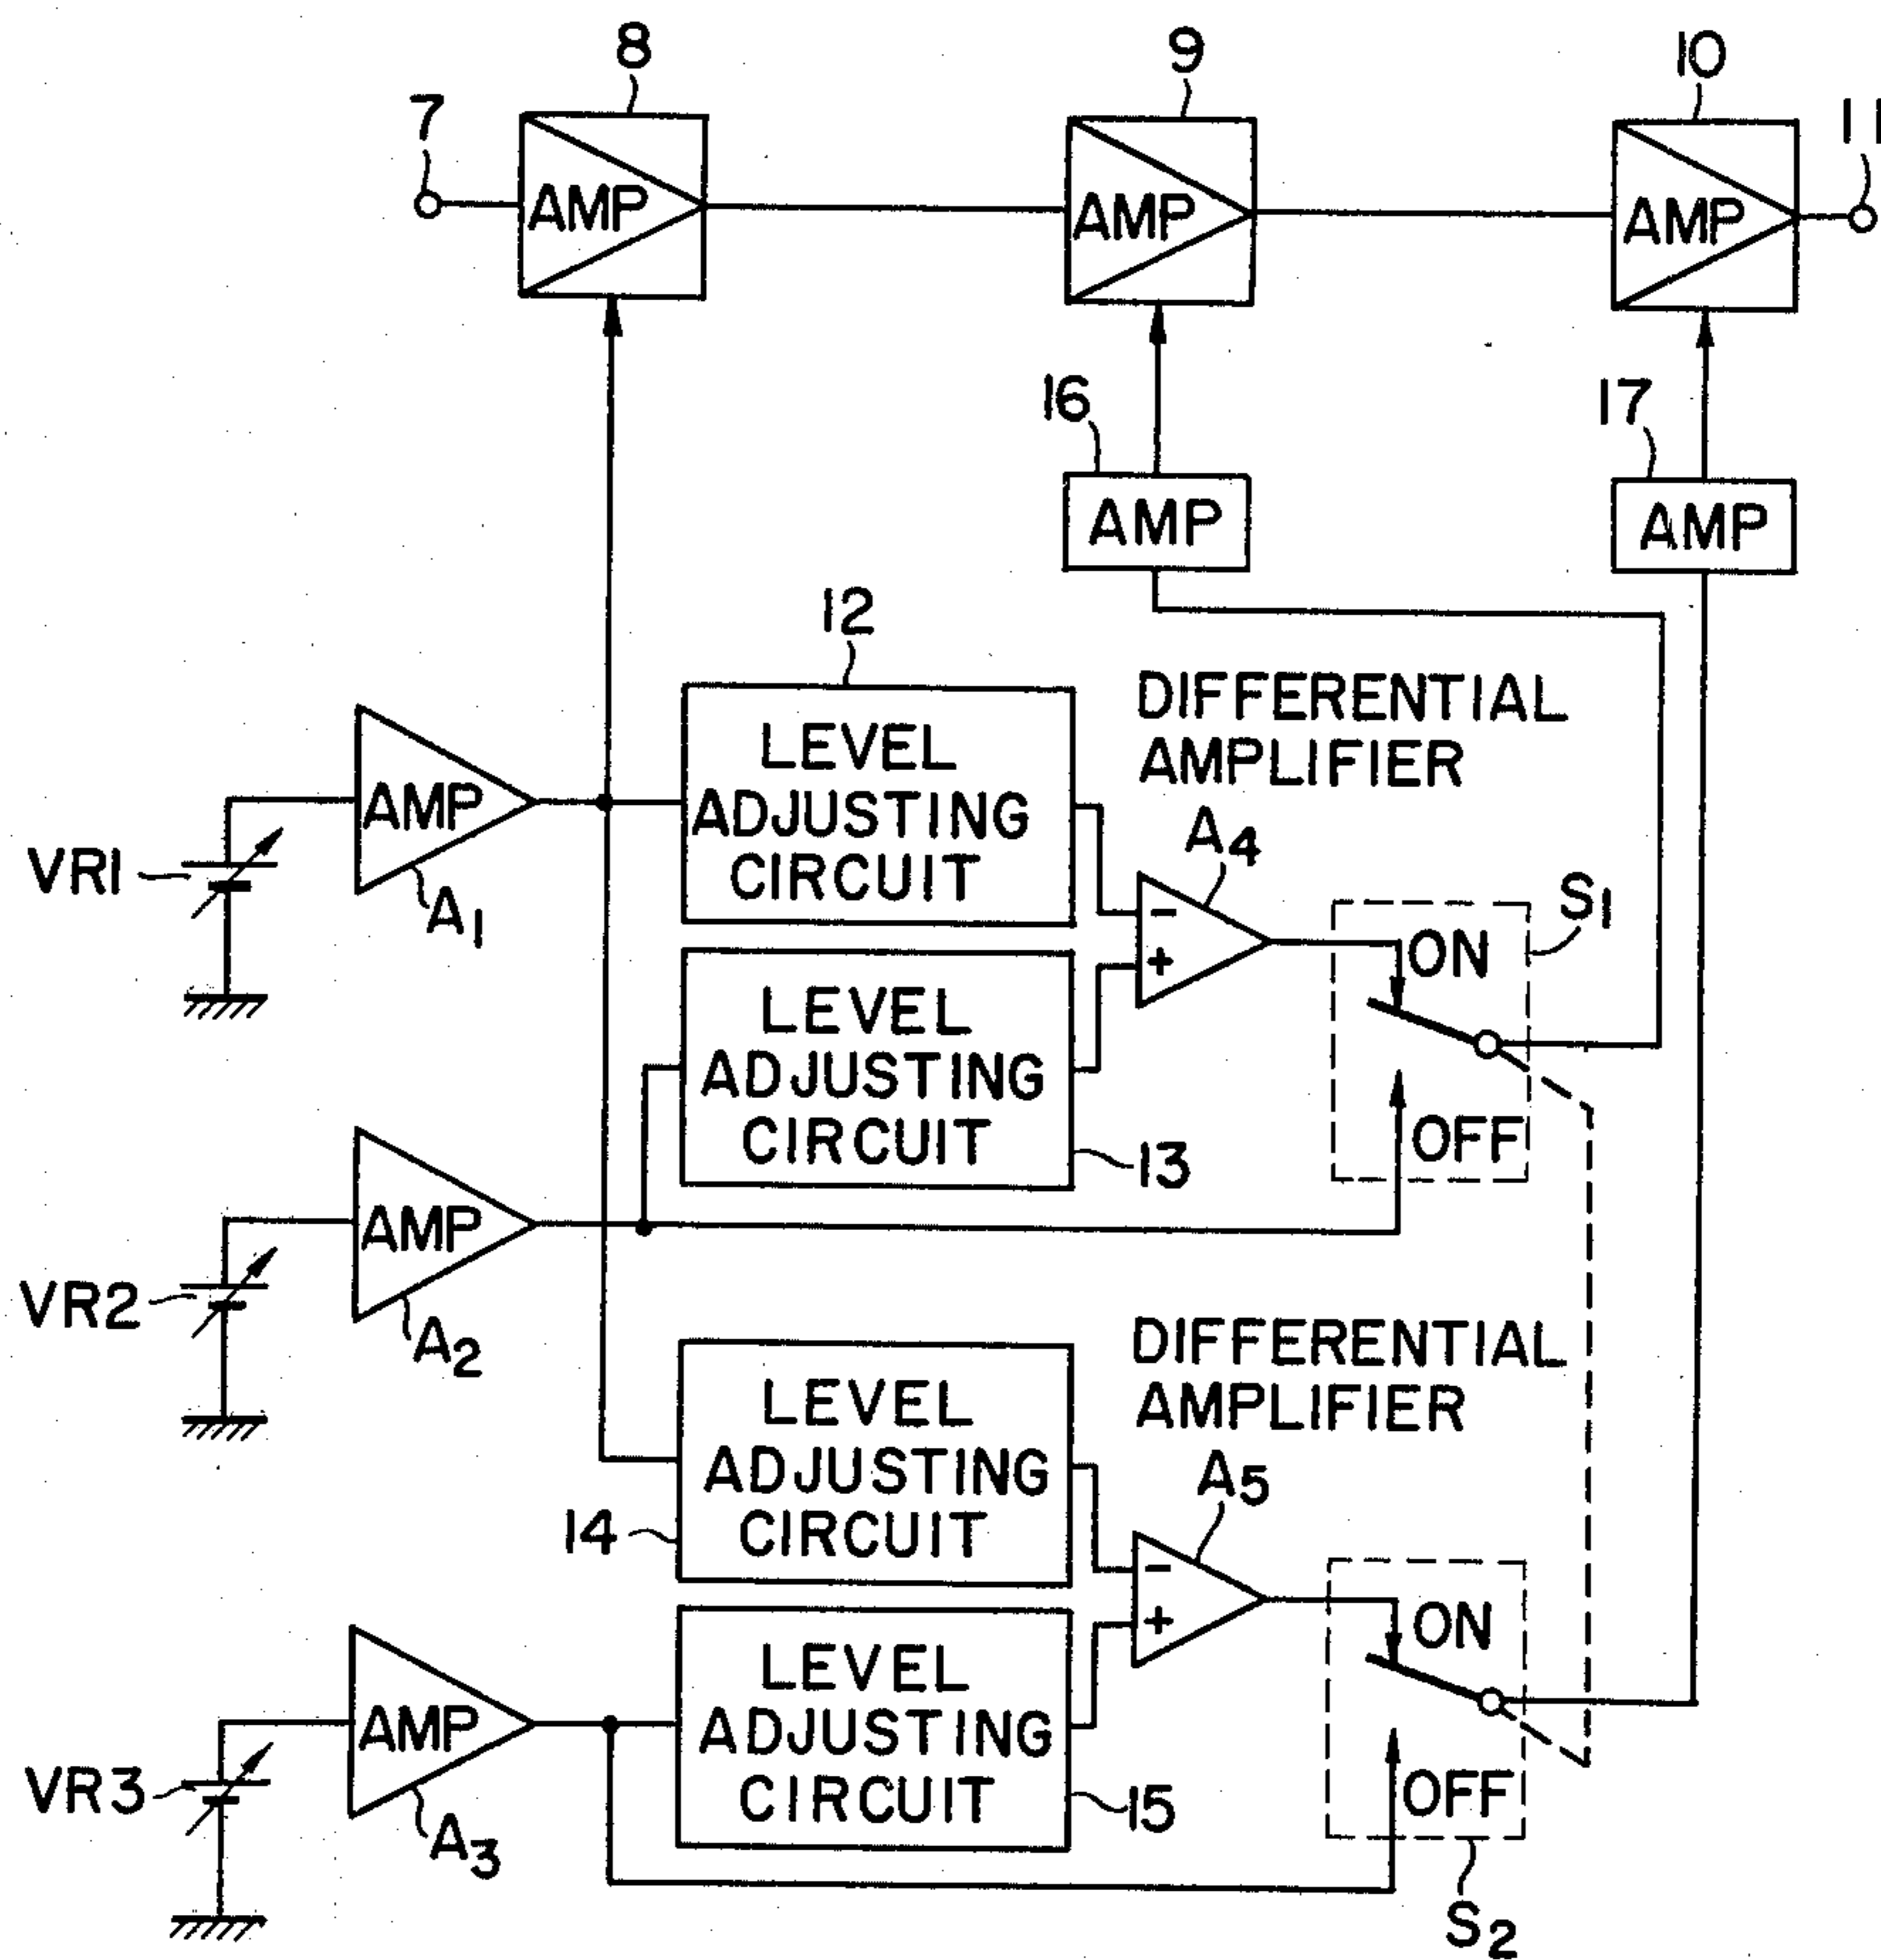 8
9
10
7
11
AMP
AMP
AMP
16
17
AMP
AMP
12
DIFFERENTIAL
AMPLIFIER
LEVEL
ADJUSTING
CIRCUIT
AMP
A4
VR1
A1
S1
ON
LEVEL
ADJUSTING
CIRCUIT
OFF
13
AMP
VR2
A2
DIFFERENTIAL
AMPLIFIER
LEVEL
ADJUSTING
CIRCUIT
A5
14
ON
LEVEL
ADJUSTING
CIRCUIT
AMP
VR3
OFF
15
A3
S2
-
+
-
+